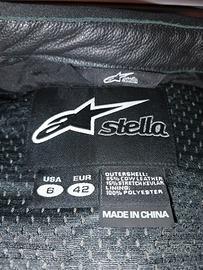 stella
USA
EUR
6
42
OUTERSHELL:
85% COW LEATHER
15% STRETCH KEVLAR
LINING:
100% POLYESTER
MADE IN CHINA